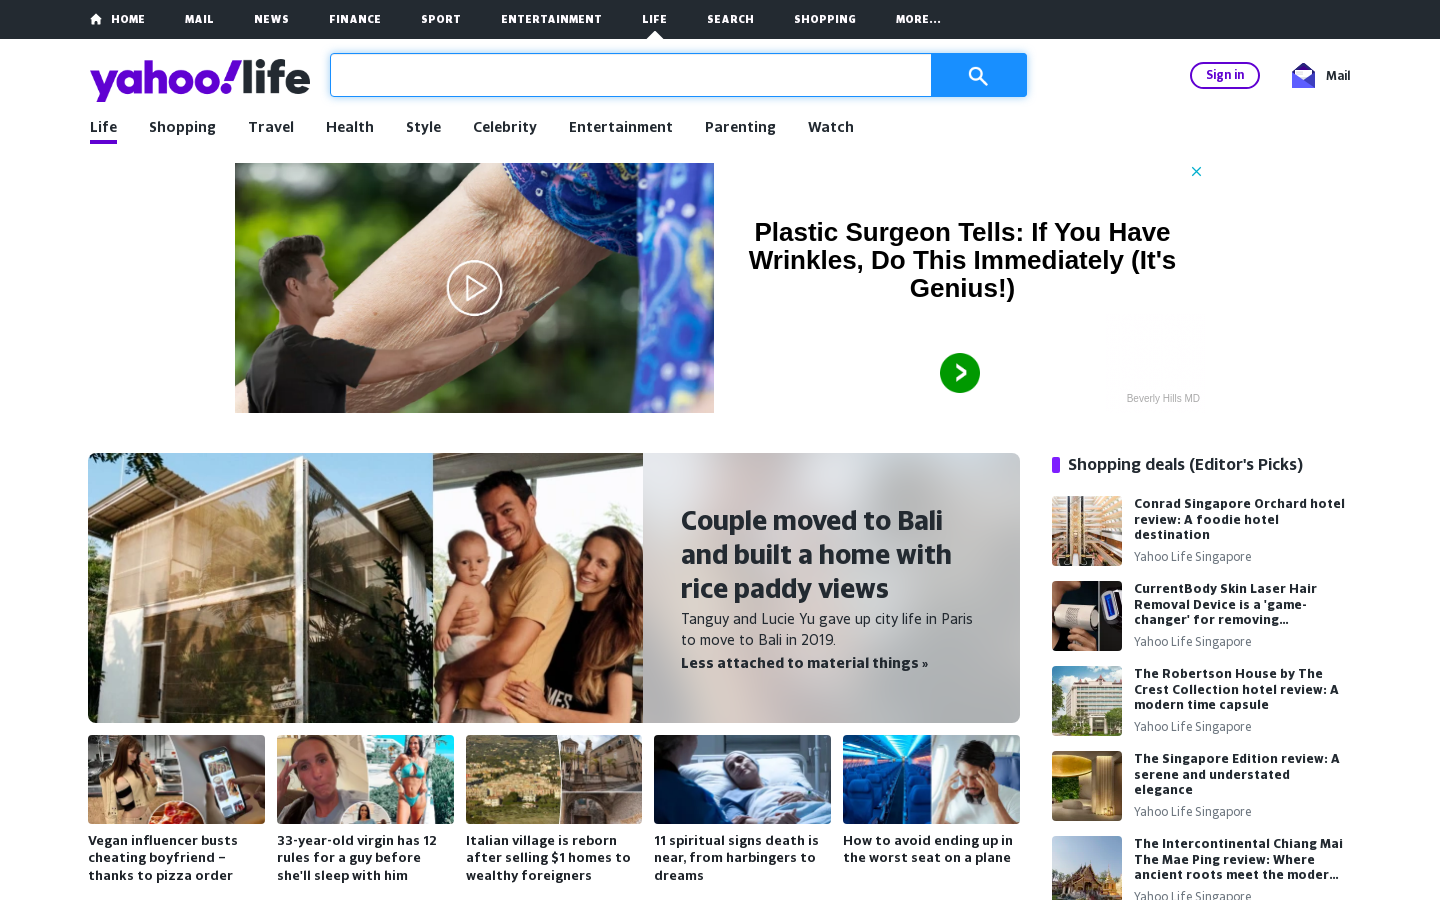 HOME MAIL NEWS FINANCE SPORT ENTERTAINMENT LIFE SEARCH SHOPPING MORE...
yahoo!life
Sign in
Mail
Life Shopping Travel Health Style Celebrity Entertainment Parenting Watch
Plastic Surgeon Tells: If You Have
Wrinkles, Do This Immediately (It's
Genius!)
Beverly Hills MD
Couple moved to Bali
and built a home with
rice paddy views
Tanguy and Lucie Yu gave up city life in Paris
to move to Bali in 2019.
Less attached to material things »
Vegan influencer busts
cheating boyfriend –
thanks to pizza order
33-year-old virgin has 12
rules for a guy before
she'll sleep with him
Italian village is reborn
after selling $1 homes to
wealthy foreigners
11 spiritual signs death is
near, from harbingers to
dreams
How to avoid ending up in
the worst seat on a plane
Shopping deals (Editor's Picks)
Conrad Singapore Orchard hotel
review: A foodie hotel
destination
Yahoo Life Singapore
CurrentBody Skin Laser Hair
Removal Device is a 'game-
changer' for removing...
Yahoo Life Singapore
The Robertson House by The
Crest Collection hotel review: A
modern time capsule
Yahoo Life Singapore
The Singapore Edition review: A
serene and understated
elegance
Yahoo Life Singapore
The Intercontinental Chiang Mai
The Mae Ping review: Where
ancient roots meet the moder...
Yahoo Life Singapore